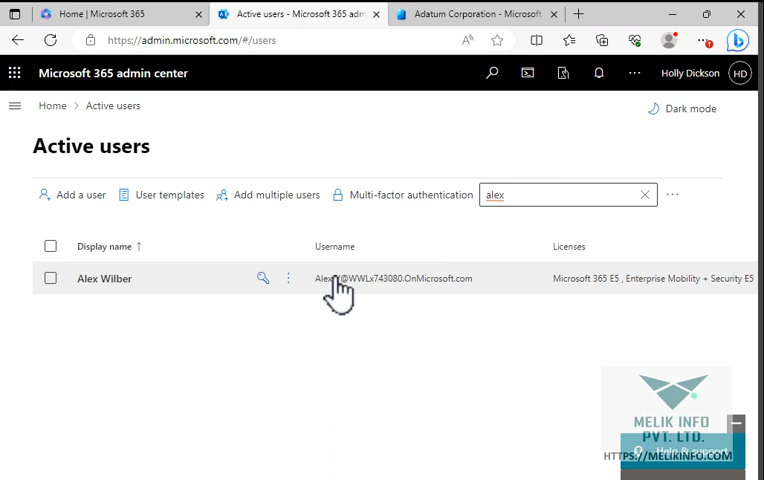 Home | Microsoft 365
Active users - Microsoft 365 adm
Adatum Corporation - Microsoft
https://admin.microsoft.com/#/users
Microsoft 365 admin center
Holly Dickson
HD
Home > Active users
Dark mode
Active users
Add a user
User templates
Add multiple users
Multi-factor authentication
alex
Display name ↑
Username
Licenses
Alex Wilber
@WWLx743080.OnMicrosoft.com
Microsoft 365 E5 , Enterprise Mobility + Security E5
MELIK INFO
PVT. LTD.
Help & support
HTTPS://MELIKINFO.COM